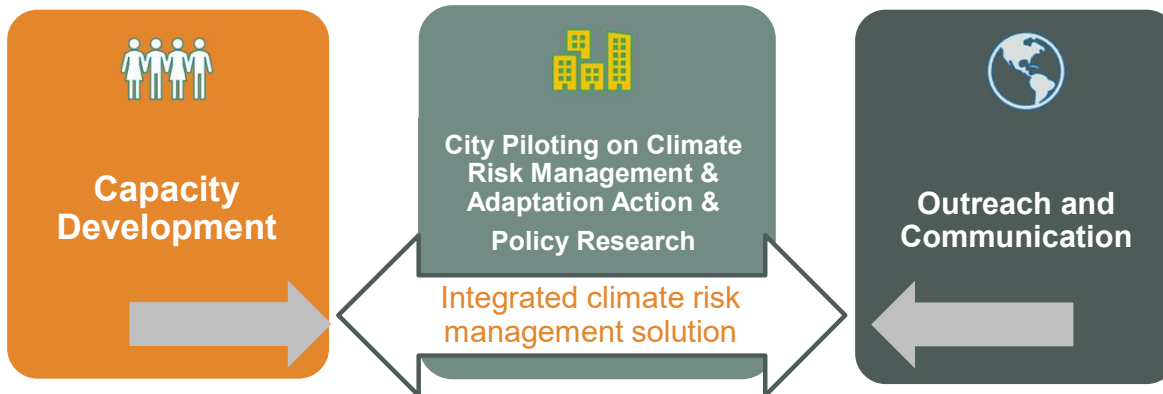 Capacity
Development
City Piloting on Climate
Risk Management &
Adaptation Action &
Policy Research
Integrated climate risk
management solution
Outreach and
Communication